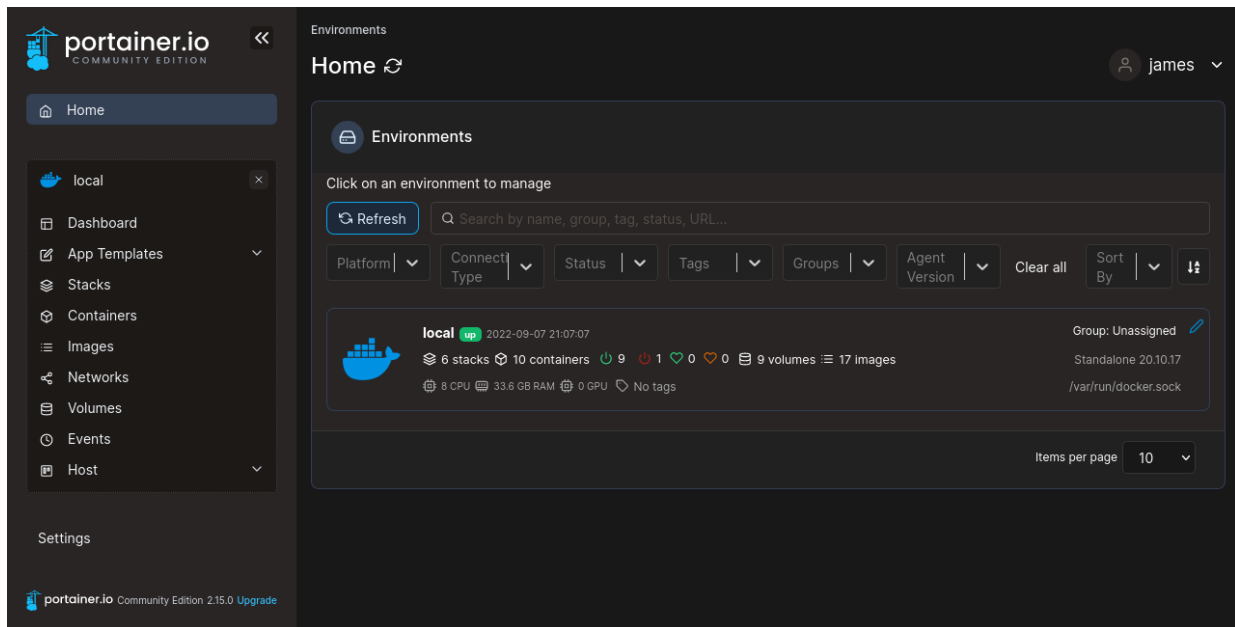 portainer.io
COMMUNITY EDITION
Home
local
Dashboard
App Templates
Stacks
Containers
Images
Networks
Volumes
Events
Host
Settings
portainer.io Community Edition 2.15.0 Upgrade
Environments
Home
james
Environments
Click on an environment to manage
Refresh
Search by name, group, tag, status, URL...
Platform
Connecti
Type
Status
Tags
Groups
Agent
Version
Clear all
Sort
By
local up 2022-09-07 21:07:07
Group: Unassigned
6 stacks 10 containers 9 1 0 0 9 volumes 17 images
Standalone 20.10.17
8 CPU 33.6 GB RAM 0 GPU No tags
/var/run/docker.sock
Items per page 10